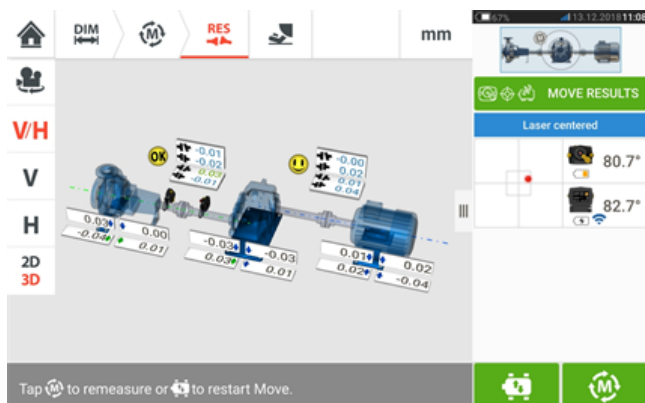 DIM
M
RES
mm
67%
13.12.2018 11:08
MOVE RESULTS
Laser centered
80.7°
82.7°
V/H
V
H
2D
3D
OK
-0.01
-0.02
0.03
-0.01
-0.00
0.02
0.01
0.04
0.03 0.00
-0.04 0.01
-0.03 -0.03
0.03 0.01
0.01 0.02
0.02 -0.04
Tap M to remeasure or to restart Move.
M